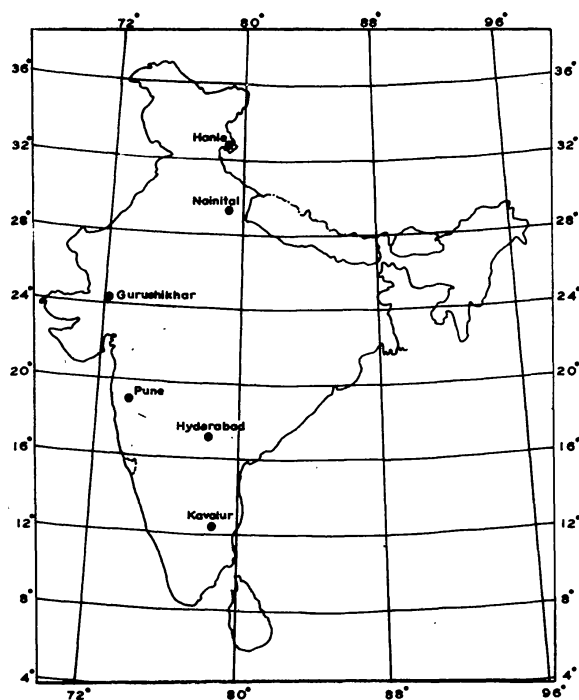 72° 80° 88° 96°
36° 36°
Hanle
32° 32°
Nainital
28° 28°
Gurushikhar
24° 24°
20° 20°
Pune
Hyderabad
16° 16°
Kavalur
12° 12°
8° 8°
4° 4°
72° 80° 88° 96°